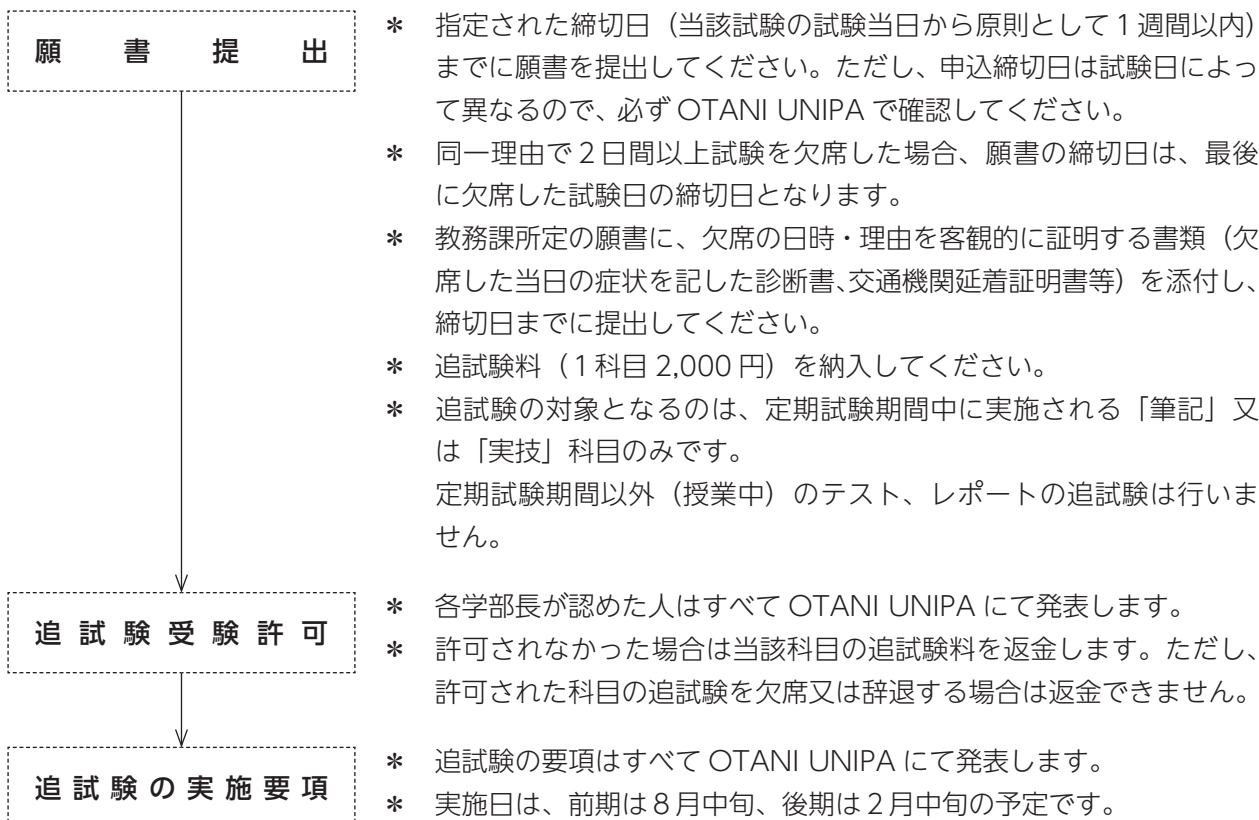 願書提出
＊　指定された締切日（当該試験の試験当日から原則として１週間以内）
までに願書を提出してください。ただし、申込締切日は試験日によっ
て異なるので、必ず OTANI UNIPA で確認してください。
＊　同一理由で２日間以上試験を欠席した場合、願書の締切日は、最後
に欠席した試験日の締切日となります。
＊　教務課所定の願書に、欠席の日時・理由を客観的に証明する書類（欠
席した当日の症状を記した診断書、交通機関延着証明書等）を添付し、
締切日までに提出してください。
＊　追試験料（１科目 2,000 円）を納入してください。
＊　追試験の対象となるのは、定期試験期間中に実施される「筆記」又
は「実技」科目のみです。
定期試験期間以外（授業中）のテスト、レポートの追試験は行いま
せん。
追試験受験許可
＊　各学部長が認めた人はすべて OTANI UNIPA にて発表します。
＊　許可されなかった場合は当該科目の追試験料を返金します。ただし、
許可された科目の追試験を欠席又は辞退する場合は返金できません。
追試験の実施要項
＊　追試験の要項はすべて OTANI UNIPA にて発表します。
＊　実施日は、前期は８月中旬、後期は２月中旬の予定です。